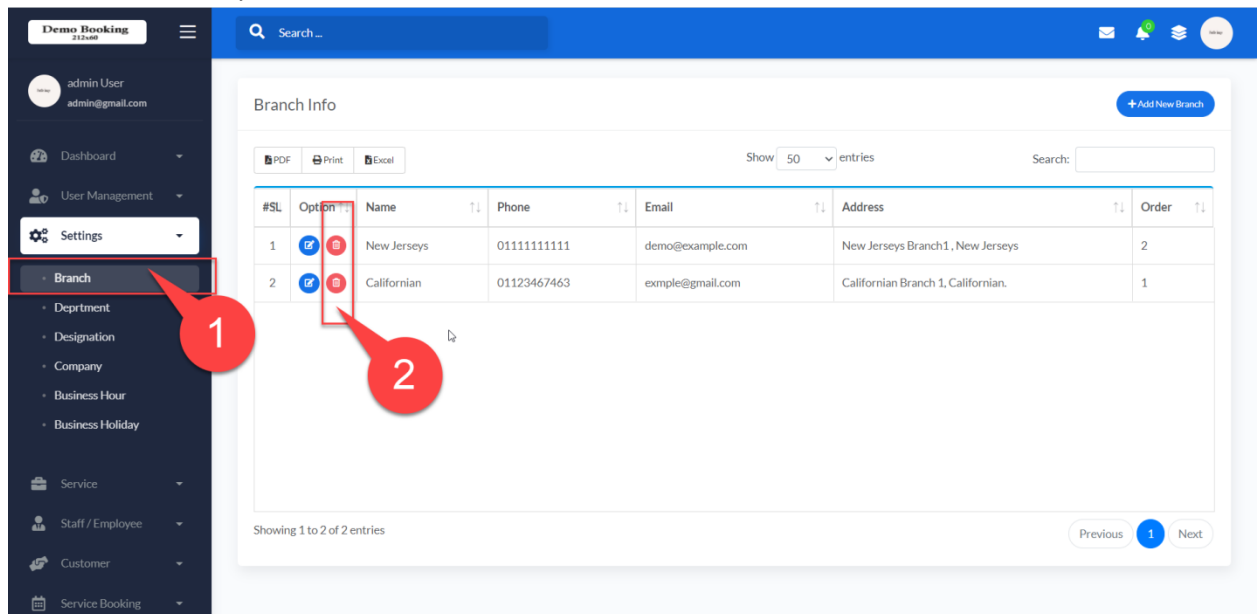 Demo Booking
212x60
Search ...
0
admin User
admin@gmail.com
Branch Info
+ Add New Branch
Dashboard
PDF Print Excel
Show 50 entries
Search:
User Management
#SL Option Name Phone Email Address Order
Settings
1 New Jerseys 01111111111 demo@example.com New Jerseys Branch1 , New Jerseys 2
Branch
2 Californian 01123467463 exmple@gmail.com Californian Branch 1, Californian. 1
Deprtment
1
Designation
Company
2
Business Hour
Business Holiday
Service
Staff / Employee
Showing 1 to 2 of 2 entries
Previous 1 Next
Customer
Service Booking